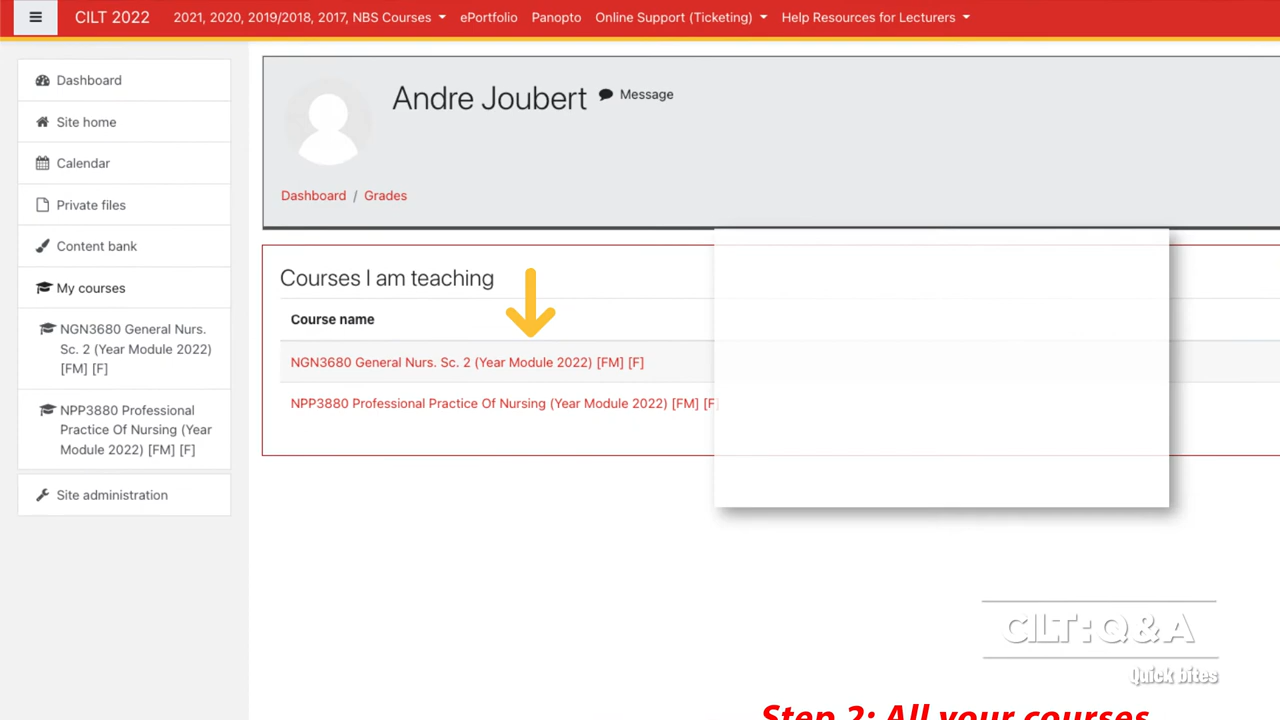 CILT 2022
2021, 2020, 2019/2018, 2017, NBS Courses
ePortfolio
Panopto
Online Support (Ticketing)
Help Resources for Lecturers
Dashboard
Site home
Calendar
Private files
Content bank
My courses
NGN3680 General Nurs.
Sc. 2 (Year Module 2022)
[FM] [F]
NPP3880 Professional
Practice Of Nursing (Year
Module 2022) [FM] [F]
Site administration
Andre Joubert
Message
Dashboard / Grades
Courses I am teaching
Course name
NGN3680 General Nurs. Sc. 2 (Year Module 2022) [FM] [F]
NPP3880 Professional Practice Of Nursing (Year Module 2022) [FM] [F]
CILT:Q&A
Quick bites
Step 2: All your courses